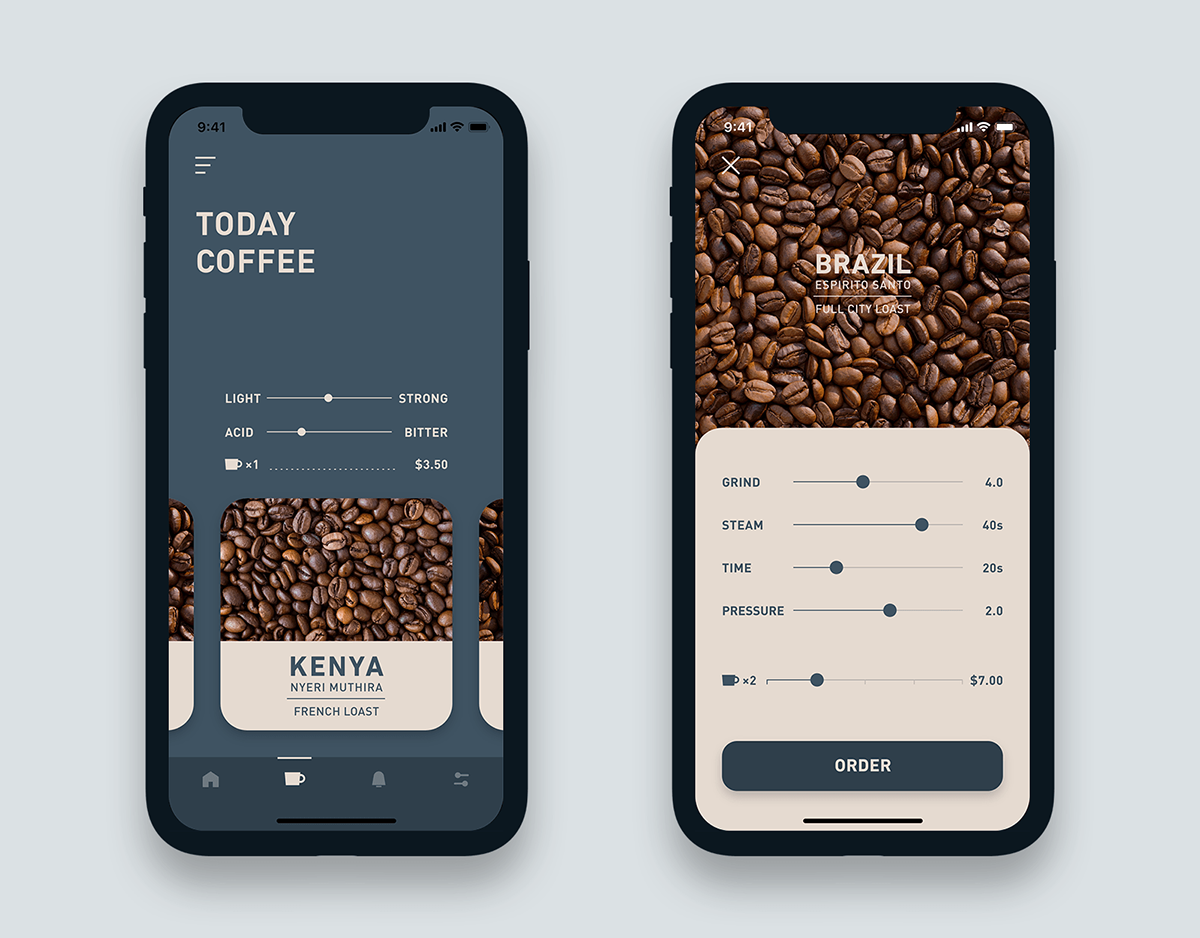 9:41
TODAY
COFFEE
LIGHT STRONG
ACID BITTER
×1 $3.50
KENYA
NYERI MUTHIRA
FRENCH LOAST
9:41
BRAZIL
ESPIRITO SANTO
FULL CITY LOAST
GRIND 4.0
STEAM 40s
TIME 20s
PRESSURE 2.0
×2 $7.00
ORDER